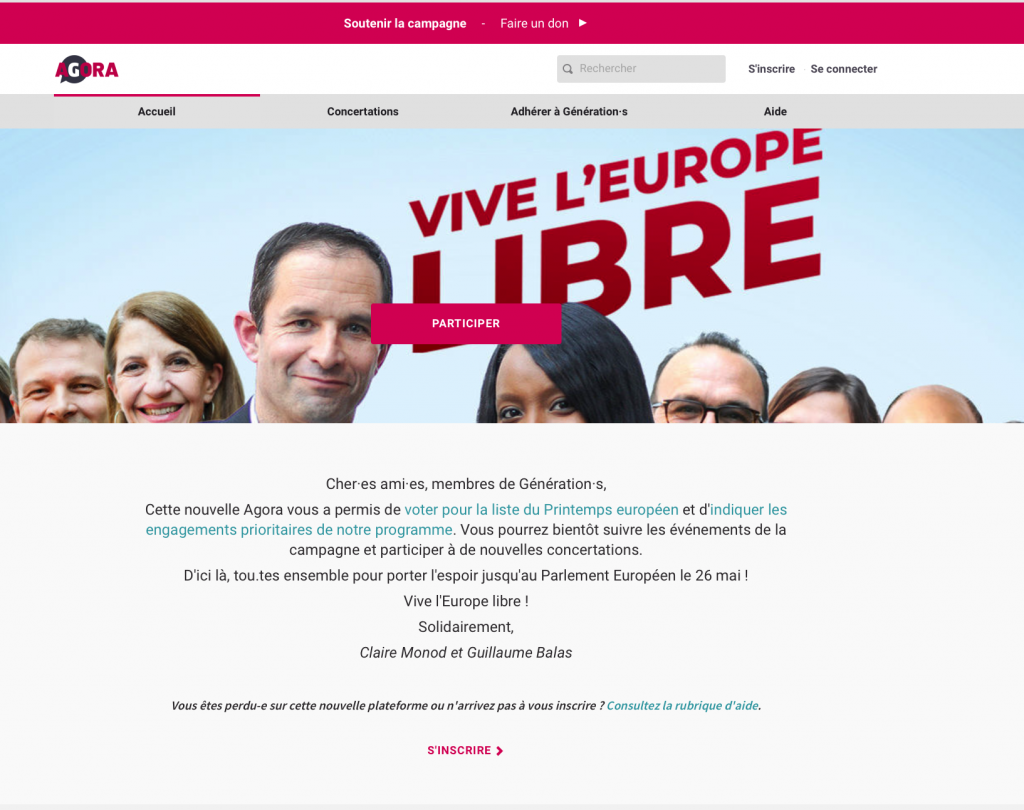 Soutenir la campagne - Faire un don ►
AGORA
Rechercher
S'inscrire Se connecter
Accueil Concertations Adhérer à Génération·s Aide
VIVE L'EUROPE
LIBRE
PARTICIPER
Cher·es ami·es, membres de Génération·s,
Cette nouvelle Agora vous a permis de voter pour la liste du Printemps européen et d'indiquer les
engagements prioritaires de notre programme. Vous pourrez bientôt suivre les événements de la
campagne et participer à de nouvelles concertations.
D'ici là, tou.tes ensemble pour porter l'espoir jusqu'au Parlement Européen le 26 mai !
Vive l'Europe libre !
Solidairement,
Claire Monod et Guillaume Balas
Vous êtes perdu-e sur cette nouvelle plateforme ou n'arrivez pas à vous inscrire ? Consultez la rubrique d'aide.
S'INSCRIRE